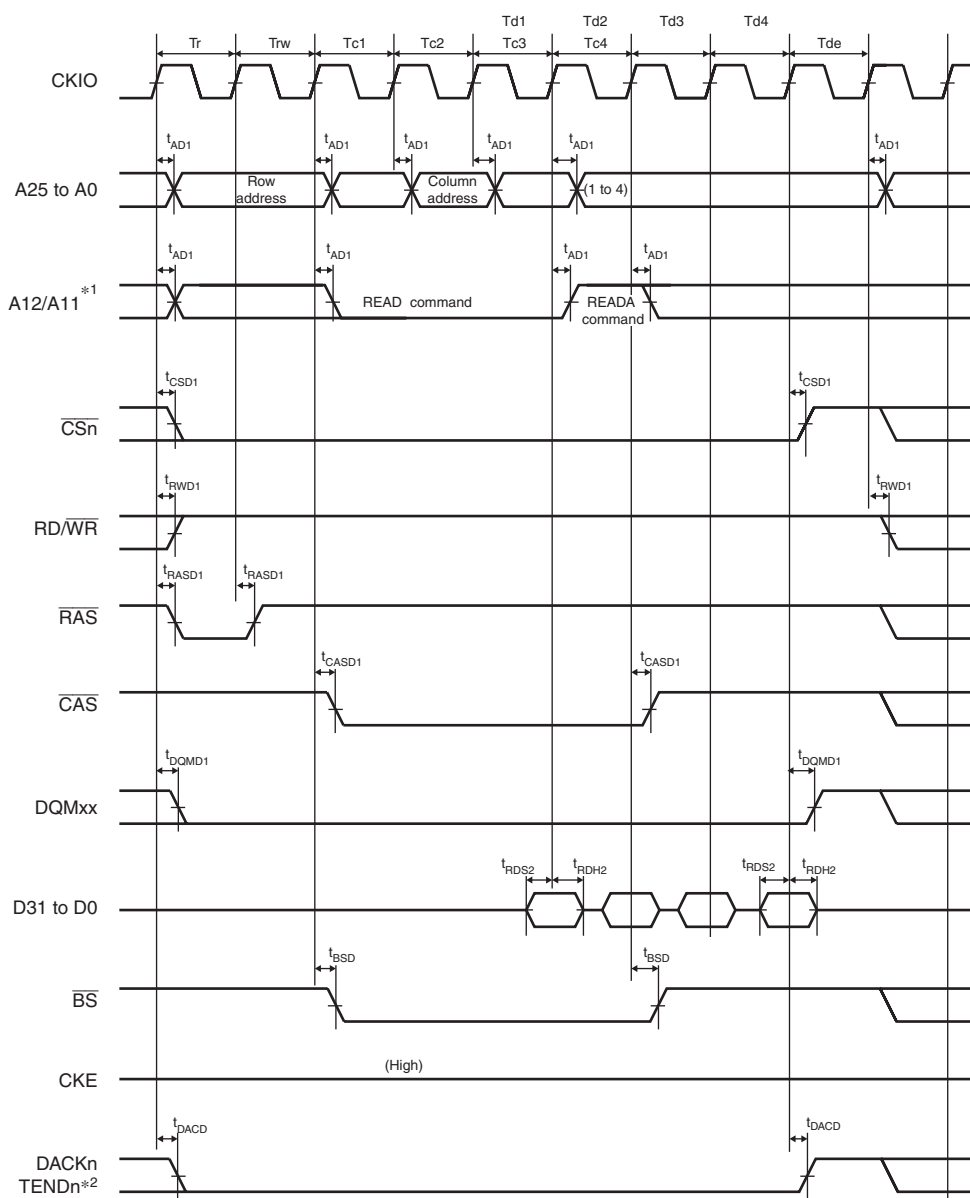 Td1 Td2 Td3 Td4
Tr Trw Tc1 Tc2 Tc3 Tc4 Tde
CKIO
tAD1 tAD1 tAD1 tAD1 tAD1 tAD1
A25 to A0
Row address
Column address
(1 to 4)
tAD1 tAD1 tAD1 tAD1
A12/A11*1
READ command
READA command
tCSD1 tCSD1
CSn
tRWD1 tRWD1
RD/WR
tRASD1 tRASD1
RAS
tCASD1 tCASD1
CAS
tDQMD1 tDQMD1
DQMxx
tRDS2 tRDH2 tRDS2 tRDH2
D31 to D0
tBSD tBSD
BS
(High)
CKE
tDACD tDACD
DACKn
TENDn*2